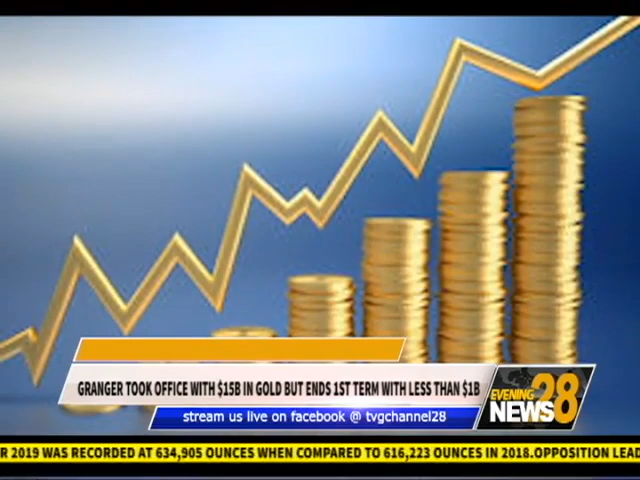 GRANGER TOOK OFFICE WITH $15B IN GOLD BUT ENDS 1ST TERM WITH LESS THAN $1B
EVENING
NEWS 28
stream us live on facebook @ tvgchannel28
R 2019 WAS RECORDED AT 634,905 OUNCES WHEN COMPARED TO 616,223 OUNCES IN 2018.OPPOSITION LEAD